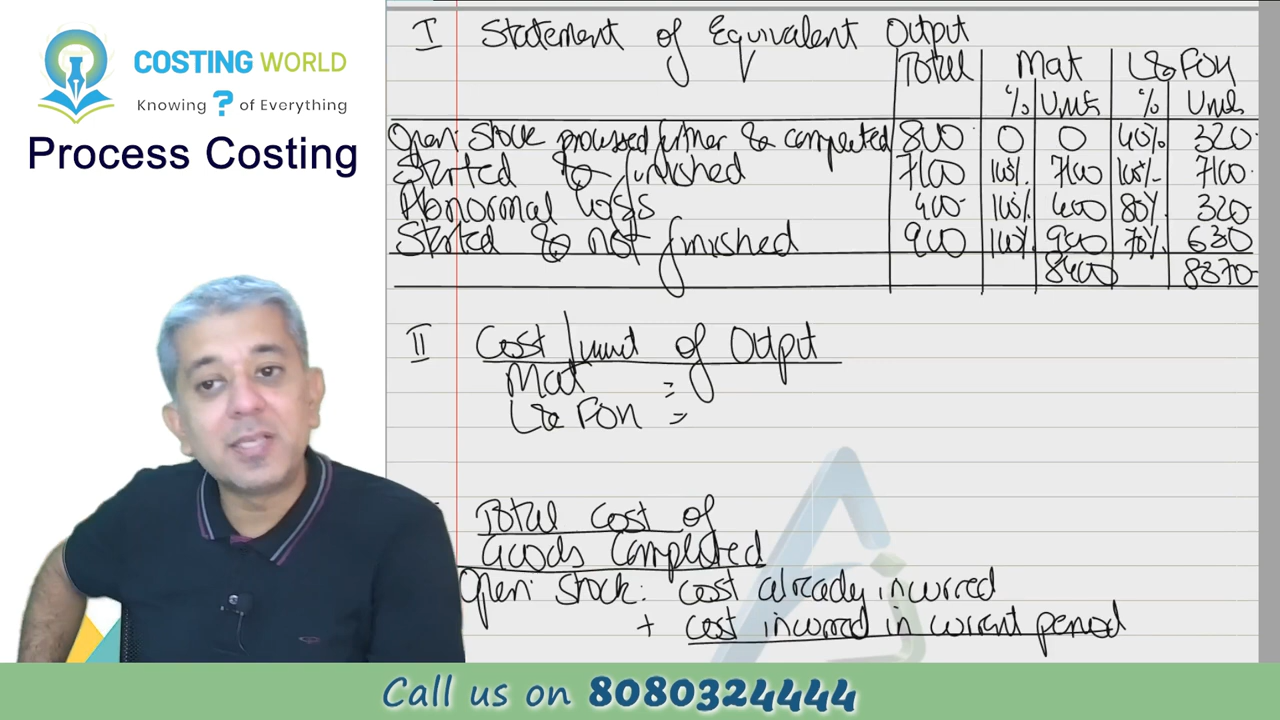 COSTING WORLD
Knowing ? of Everything
Process Costing
I Statement of Equivalent Output
Total Mat L& FOH
% Units % Units
Open: Stock processed further & completed 800 0 0 40% 320
Started & finished 7100 100% 7100 100% 7100
Abnormal loss 400 100% 400 80% 320
Started & not finished 900 100% 900 70% 630
8400 8370
II Cost/unit of Output
Mat =
L& FOH =
Total Cost of
Goods Completed
Open: Stock: cost already incurred
+ cost incurred in current period
Call us on 8080324444